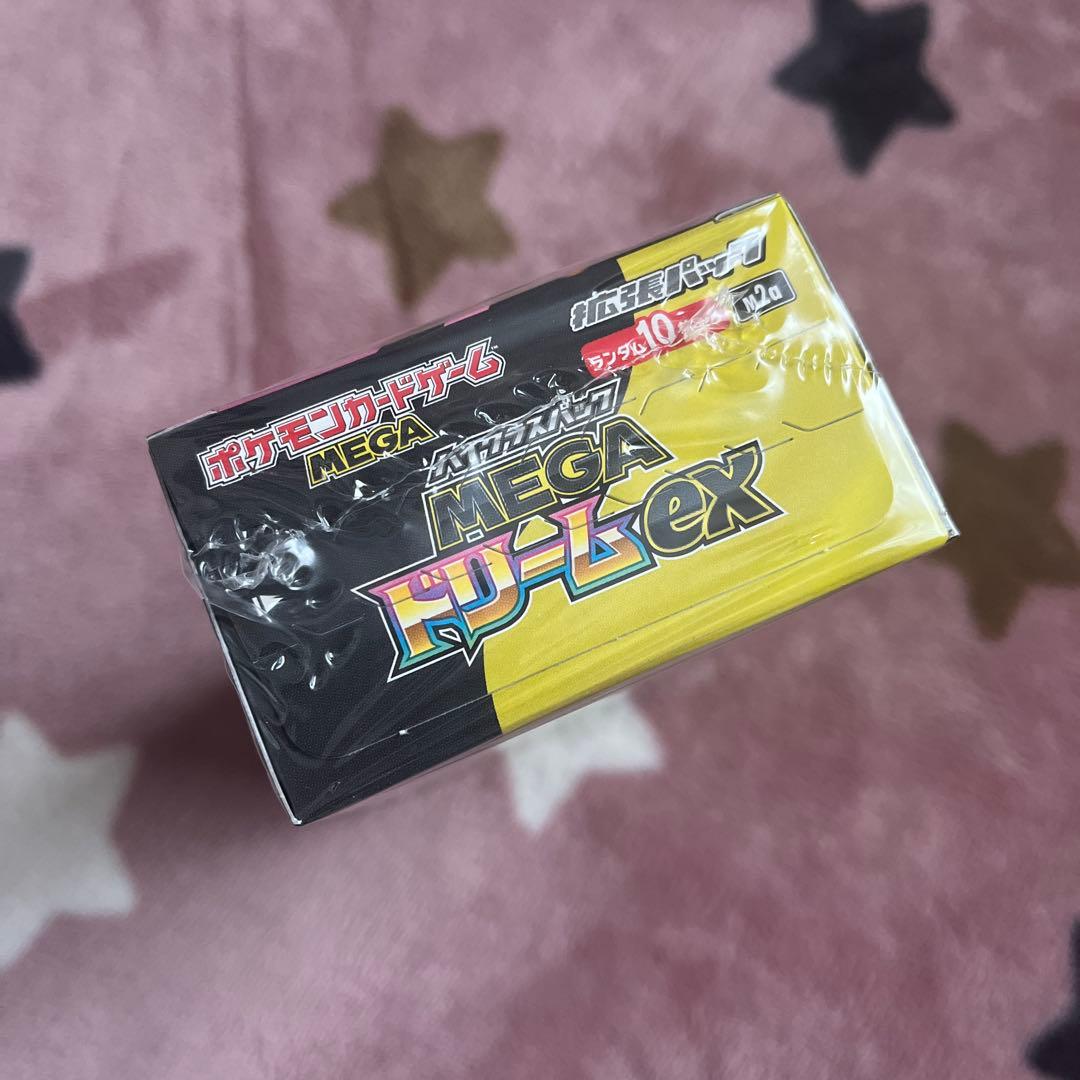 拡張パック
ランダム10
M2a
ポケモンカードゲーム™
MEGA
ハイクラスパック
MEGA
ドリームex